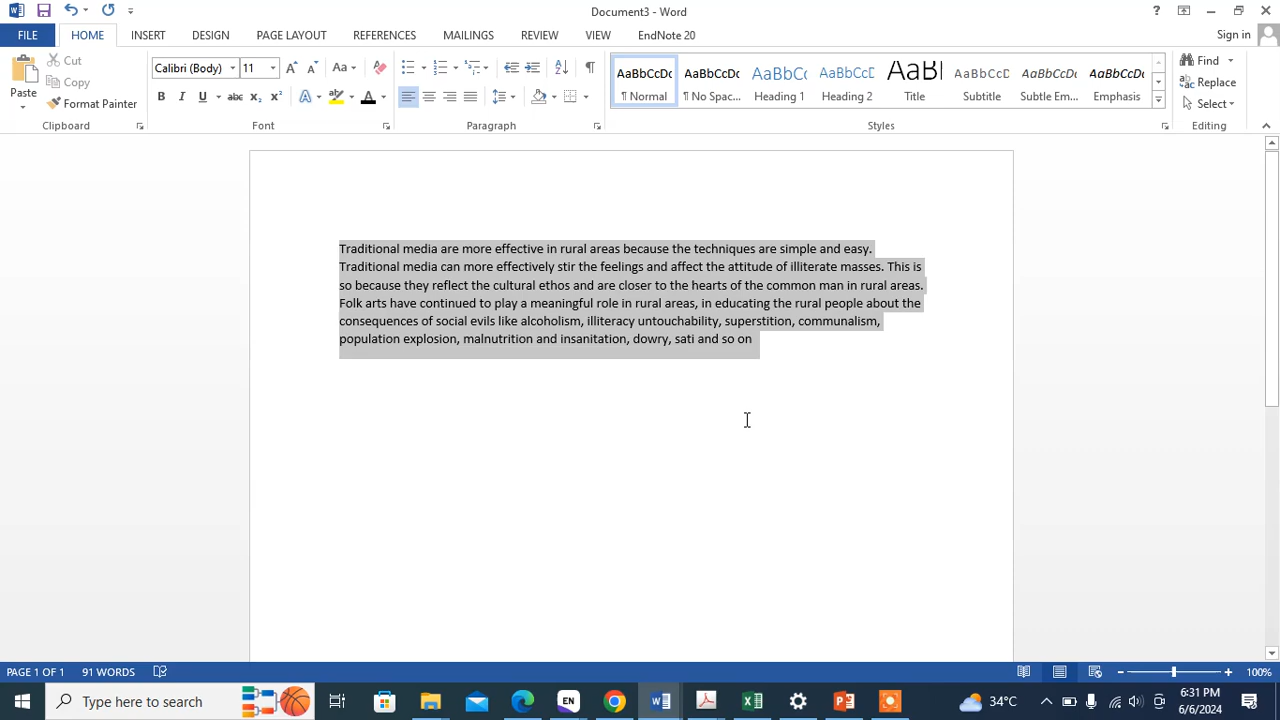 Document3 - Word
Sign in
FILE HOME INSERT DESIGN PAGE LAYOUT REFERENCES MAILINGS REVIEW VIEW EndNote 20
Paste
Cut
Copy
Format Painter
Clipboard
Calibri (Body) 11
Font
Paragraph
AaBbCcDc AaBbCcDc AaBbCc AaBbCcD AaBl AaBbCcD AaBbCcDc AaBbCcDc
¶ Normal ¶ No Spac... Heading 1 Heading 2 Title Subtitle Subtle Em... Emphasis
Styles
Find
Replace
Select
Editing
Traditional media are more effective in rural areas because the techniques are simple and easy.
Traditional media can more effectively stir the feelings and affect the attitude of illiterate masses. This is
so because they reflect the cultural ethos and are closer to the hearts of the common man in rural areas.
Folk arts have continued to play a meaningful role in rural areas, in educating the rural people about the
consequences of social evils like alcoholism, illiteracy untouchability, superstition, communalism,
population explosion, malnutrition and insanitation, dowry, sati and so on
PAGE 1 OF 1 91 WORDS 100%
Type here to search
EN
34°C
6:31 PM
6/6/2024